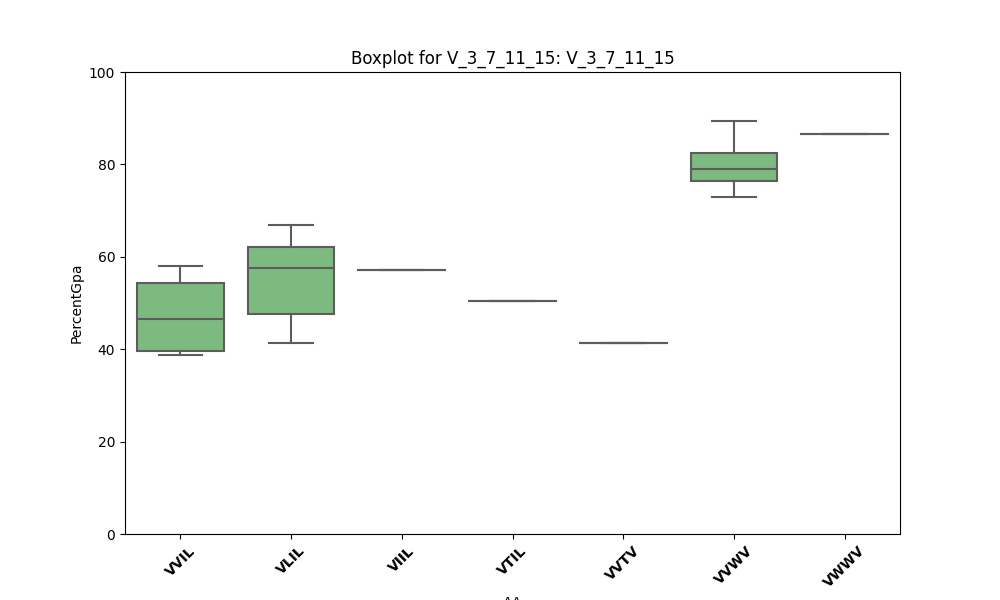 Boxplot for V_3_7_11_15: V_3_7_11_15
100
80
60
40
20
0
PercentGpa
VVIL
VLIL
VIIL
VTIL
VVTV
VVWV
VWWV